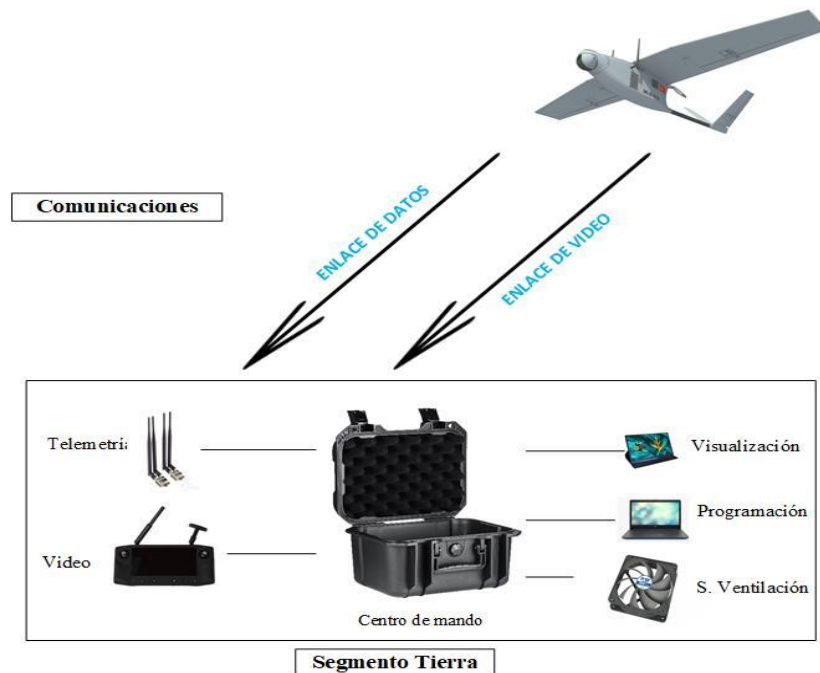 Comunicaciones
ENLACE DE DATOS
ENLACE DE VIDEO
Telemetría
Visualización
Programación
Video
S. Ventilación
Centro de mando
Segmento Tierra